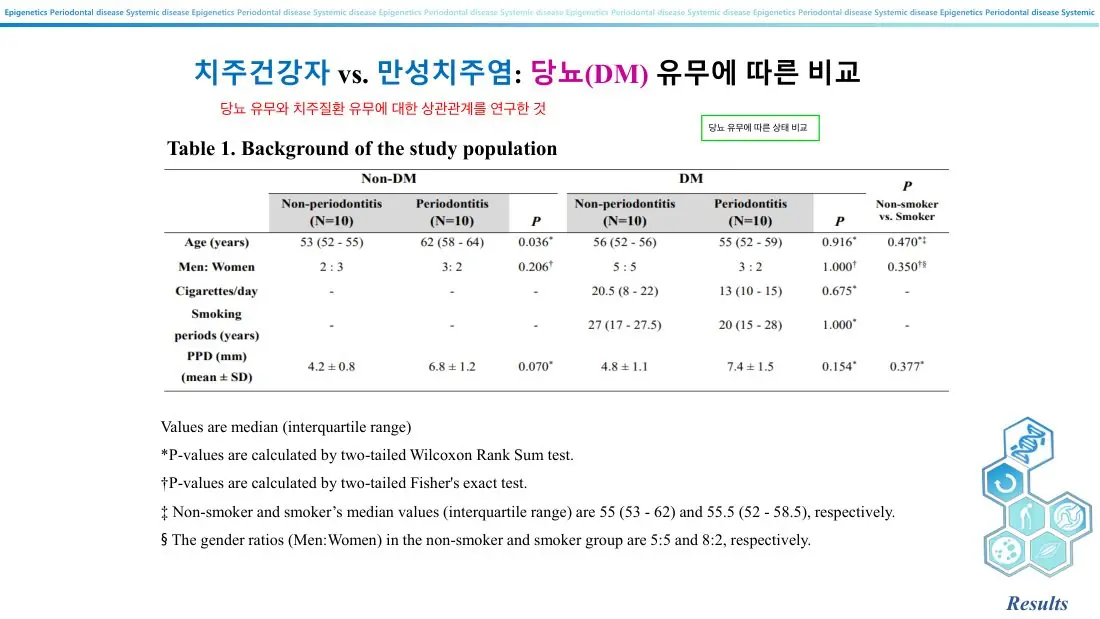 Epigenetics Periodontal disease Systemic disease Epigenetics Periodontal disease Systemic disease Epigenetics Periodontal disease Systemic disease Epigenetics Periodontal disease Systemic disease Epigenetics Periodontal disease Systemic disease Epigenetics Periodontal disease Systemic
치주건강자 vs. 만성치주염: 당뇨(DM) 유무에 따른 비교
당뇨 유무와 치주질환 유무에 대한 상관관계를 연구한 것
당뇨 유무에 따른 상태 비교
Table 1. Background of the study population
Non-DM DM P
Non-periodontitis Periodontitis Non-periodontitis Periodontitis Non-smoker
(N=10) (N=10) P (N=10) (N=10) P vs. Smoker
Age (years) 53 (52 - 55) 62 (58 - 64) 0.036* 56 (52 - 56) 55 (52 - 59) 0.916* 0.470*‡
Men: Women 2 : 3 3: 2 0.206† 5 : 5 3 : 2 1.000† 0.350†§
Cigarettes/day - - - 20.5 (8 - 22) 13 (10 - 15) 0.675* -
Smoking
periods (years) - - - 27 (17 - 27.5) 20 (15 - 28) 1.000* -
PPD (mm)
(mean ± SD) 4.2 ± 0.8 6.8 ± 1.2 0.070* 4.8 ± 1.1 7.4 ± 1.5 0.154* 0.377*
Values are median (interquartile range)
*P-values are calculated by two-tailed Wilcoxon Rank Sum test.
†P-values are calculated by two-tailed Fisher's exact test.
‡ Non-smoker and smoker’s median values (interquartile range) are 55 (53 - 62) and 55.5 (52 - 58.5), respectively.
§ The gender ratios (Men:Women) in the non-smoker and smoker group are 5:5 and 8:2, respectively.
Results